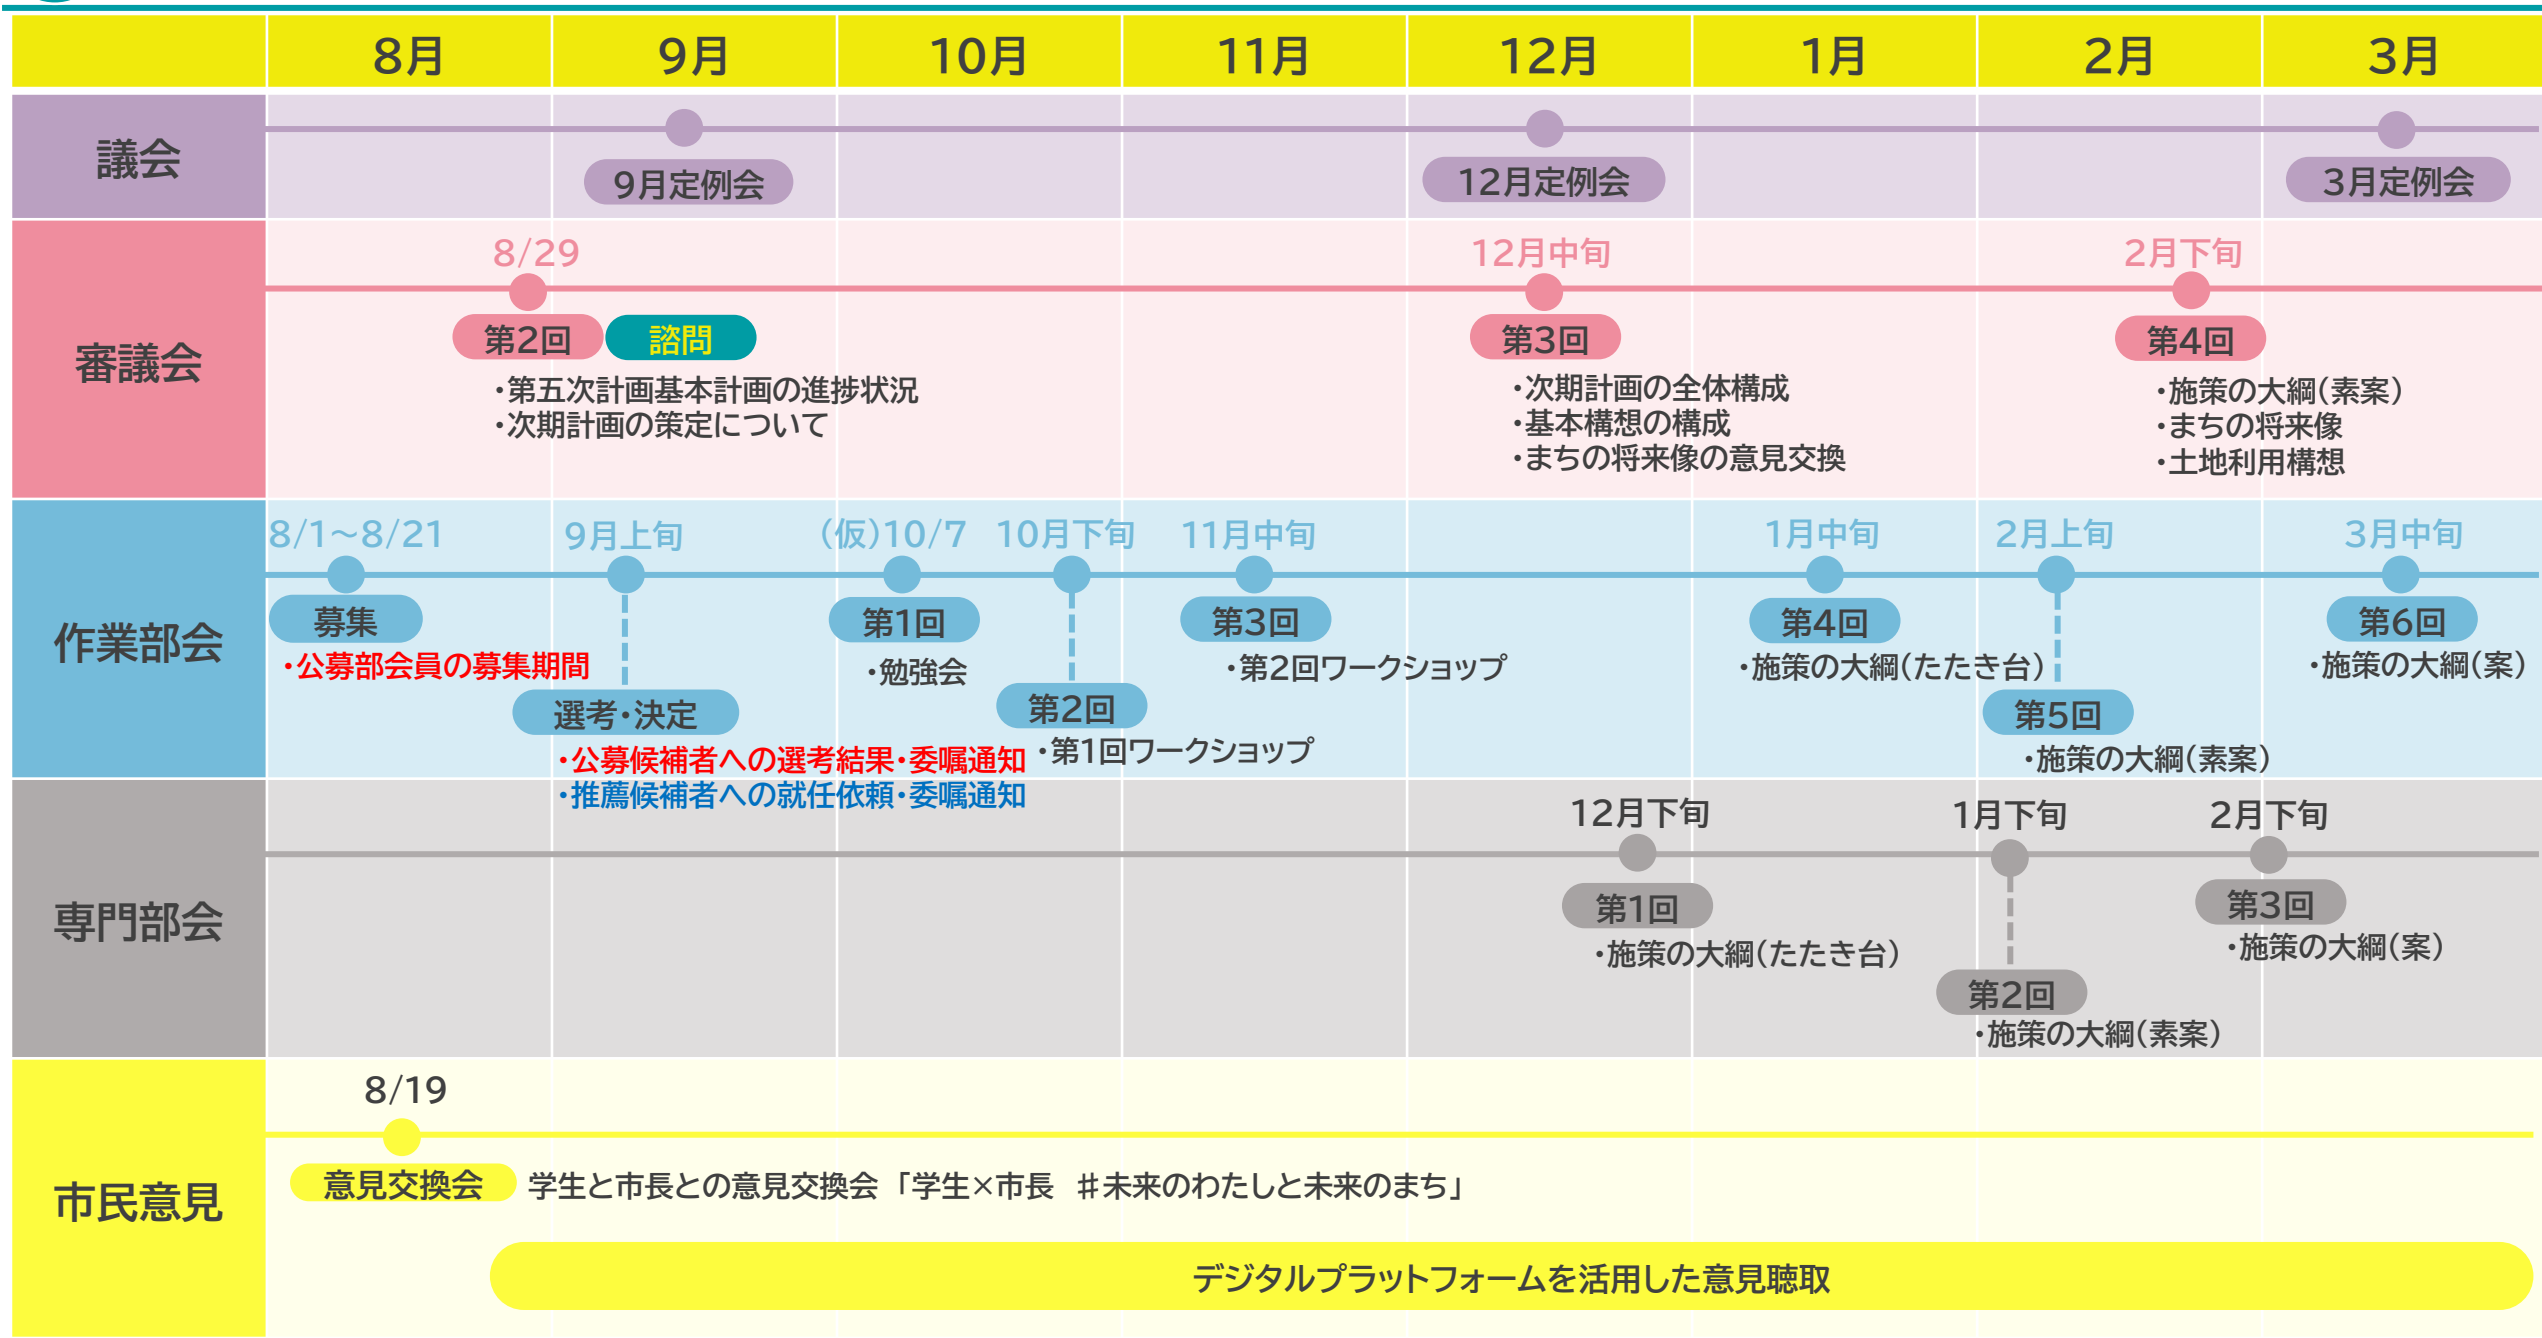 8月 9月 10月 11月 12月 1月 2月 3月
議会
9月定例会 12月定例会 3月定例会
審議会
8/29 12月中旬 2月下旬
第2回 諮問 第3回 第4回
・第五次計画基本計画の進捗状況
・次期計画の策定について
・次期計画の全体構成
・基本構想の構成
・まちの将来像の意見交換
・施策の大綱(素案)
・まちの将来像
・土地利用構想
作業部会
8/1～8/21 9月上旬 (仮)10/7 10月下旬 11月中旬 1月中旬 2月上旬 3月中旬
募集
・公募部会員の募集期間
選考・決定
・公募候補者への選考結果・委嘱通知
・推薦候補者への就任依頼・委嘱通知
第1回
・勉強会
第2回
・第1回ワークショップ
第3回
・第2回ワークショップ
第4回
・施策の大綱(たたき台)
第5回
・施策の大綱(素案)
第6回
・施策の大綱(案)
専門部会
12月下旬 1月下旬 2月下旬
第1回
・施策の大綱(たたき台)
第2回
・施策の大綱(素案)
第3回
・施策の大綱(案)
市民意見
8/19
意見交換会 学生と市長との意見交換会「学生×市長　#未来のわたしと未来のまち」
デジタルプラットフォームを活用した意見聴取